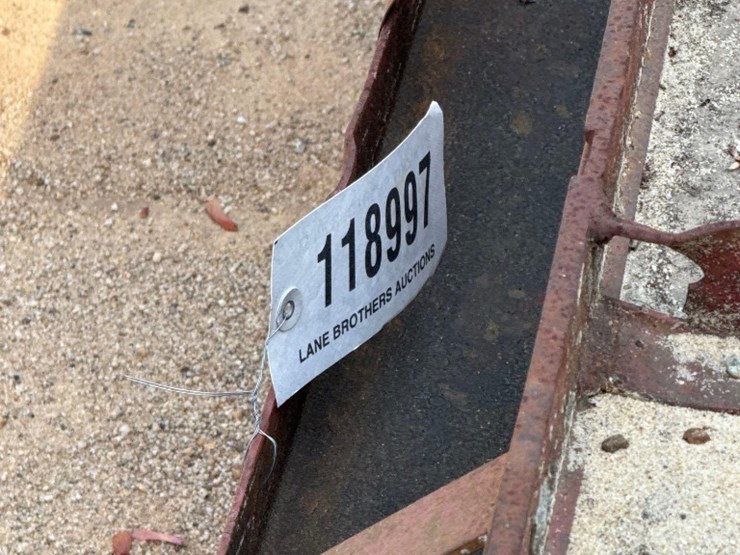 118997
LANE BROTHERS AUCTIONS